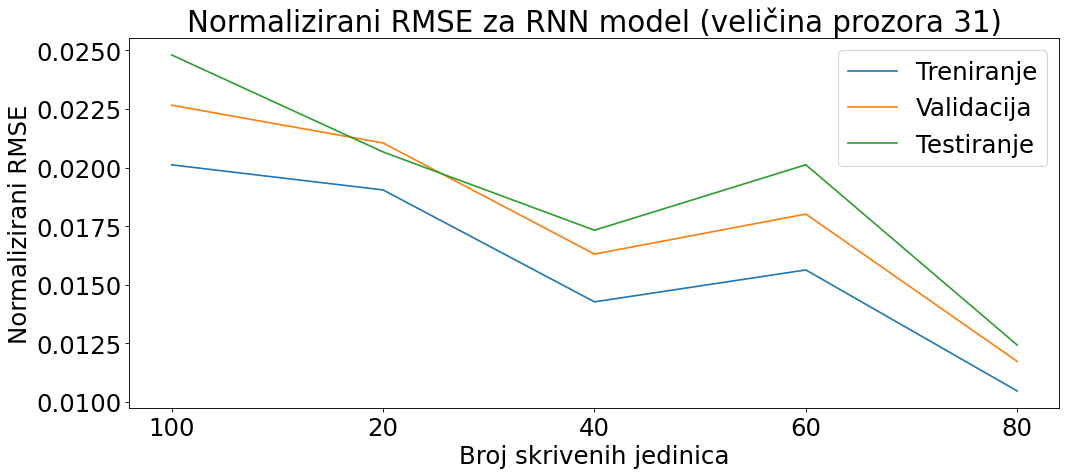 Normalizirani RMSE za RNN model (veličina prozora 31)
Normalizirani RMSE
0.0250
0.0225
0.0200
0.0175
0.0150
0.0125
0.0100
Treniranje
Validacija
Testiranje
100 20 40 60 80
Broj skrivenih jedinica